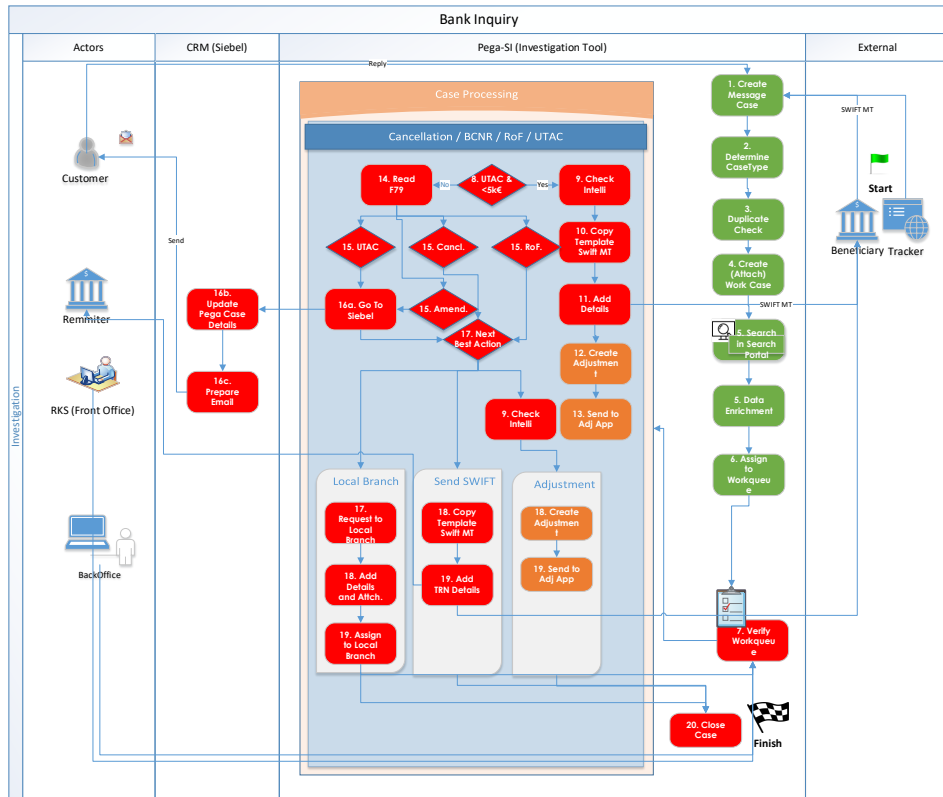 Bank Inquiry
Actors
CRM (Siebel)
Pega-SI (Investigation Tool)
External
Investigation
Reply
Case Processing
Cancellation / BCNR / RoF / UTAC
1. Create
Message
Case
SWIFT MT
2.
Determine
CaseType
Start
Customer
14. Read
F79
No
8. UTAC &
<5k€
Yes
9. Check
Intelli
3.
Duplicate
Check
Beneficiary
Tracker
Send
15. UTAC
15. Cancl.
15. RoF.
10. Copy
Template
Swift MT
4. Create
(Attach)
Work Case
Remmiter
16b.
Update
Pega Case
Details
16a. Go To
Siebel
15. Amend.
11. Add
Details
SWIFT MT
17. Next
Best Action
5. Search
in Search
Portal
12. Create
Adjustmen
t
RKS (Front Office)
16c.
Prepare
Email
9. Check
Intelli
13. Send to
Adj App
5. Data
Enrichment
6. Assign
to
Workqueu
e
Local Branch
Send SWIFT
Adjustment
17.
Request to
Local
Branch
18. Copy
Template
Swift MT
18. Create
Adjustmen
t
BackOffice
18. Add
Details
and Attch.
19. Add
TRN Details
19. Send to
Adj App
19. Assign
to Local
Branch
7. Verify
Workqueu
e
20. Close
Case
Finish